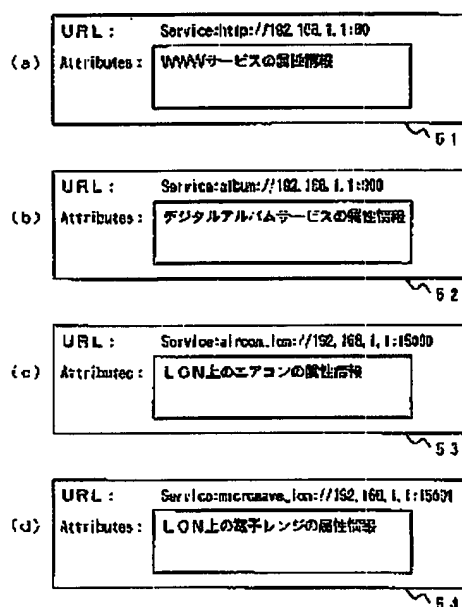 URL: Service:http://192.168.1.1:80
(a) Attributes: WWWサービスの属性情報
51
URL: Service:album://192.168.1.1:
(b) Attributes: デジタルアルバムサービスの属性情報
52
URL: Service:aircon_lon://192.168.1.1:15000
(c) Attributes: LON上のエアコンの属性情報
53
URL: Service:microwave_lon://192.168.1.1:15001
(d) Attributes: LON上の電子レンジの属性情報
54